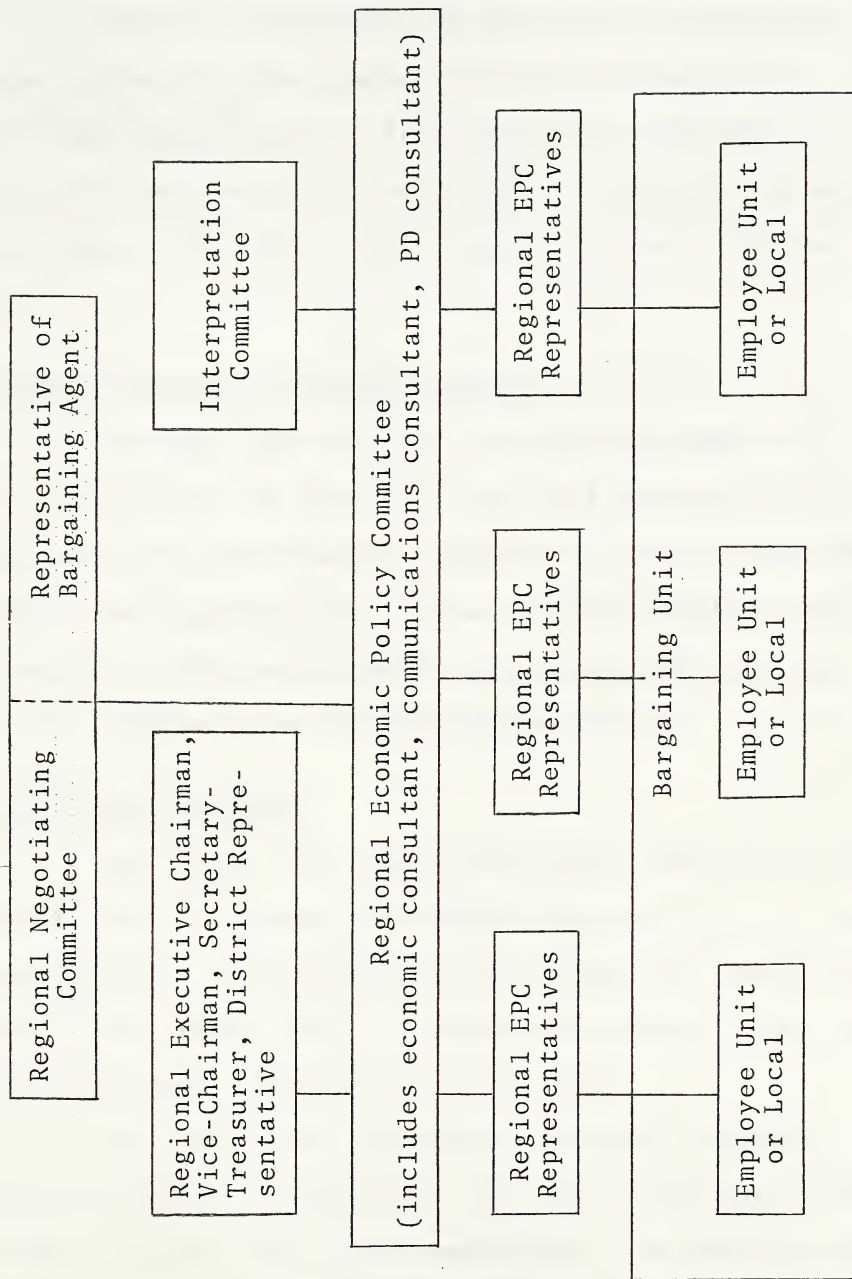 Regional Negotiating
Committee
Representative of
Bargaining Agent
Regional Executive Chairman,
Vice-Chairman, Secretary-
Treasurer, District Repre-
sentative
Interpretation
Committee
Regional Economic Policy Committee
(includes economic consultant, communications consultant, PD consultant)
Regional EPC
Representatives
Regional EPC
Representatives
Regional EPC
Representatives
Bargaining Unit
Employee Unit
or Local
Employee Unit
or Local
Employee Unit
or Local